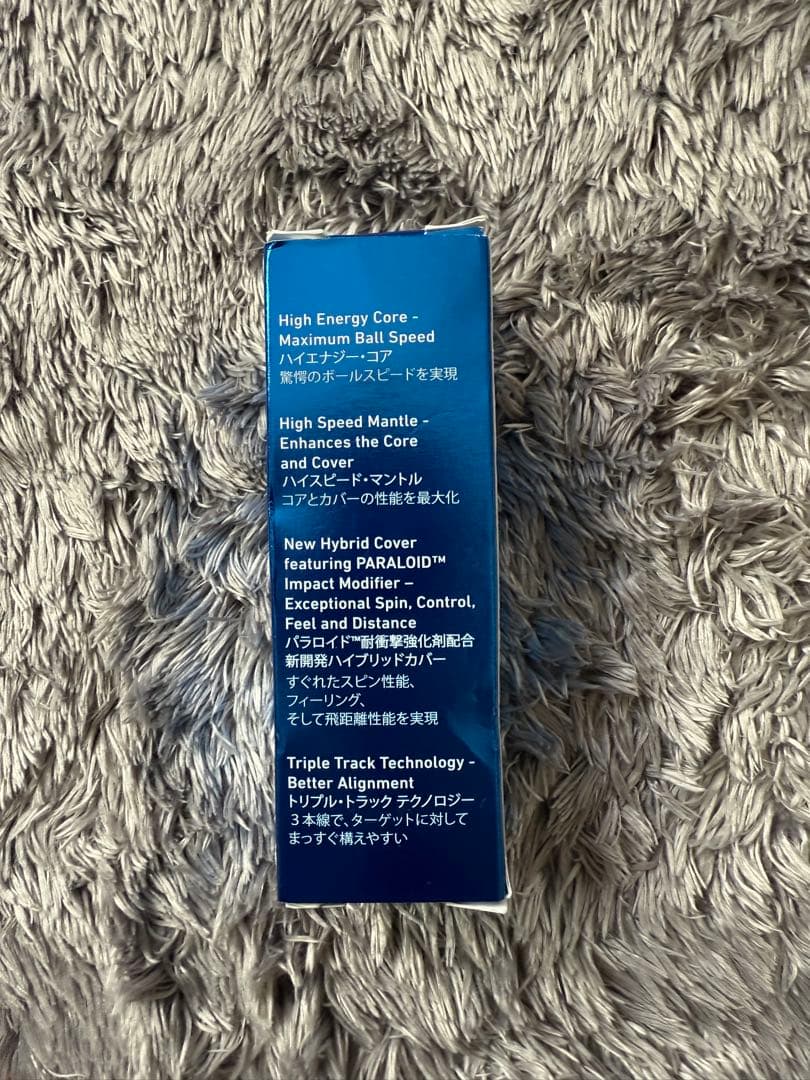 High Energy Core -
Maximum Ball Speed
ハイエナジー・コア
驚愕のボールスピードを実現
High Speed Mantle -
Enhances the Core
and Cover
ハイスピード・マントル
コアとカバーの性能を最大化
New Hybrid Cover
featuring PARALOID™
Impact Modifier –
Exceptional Spin, Control,
Feel and Distance
パラロイド™耐衝撃強化剤配合
新開発ハイブリッドカバー
すぐれたスピン性能、
フィーリング、
そして飛距離性能を実現
Triple Track Technology -
Better Alignment
トリプル・トラック テクノロジー
３本線で、ターゲットに対して
まっすぐ構えやすい